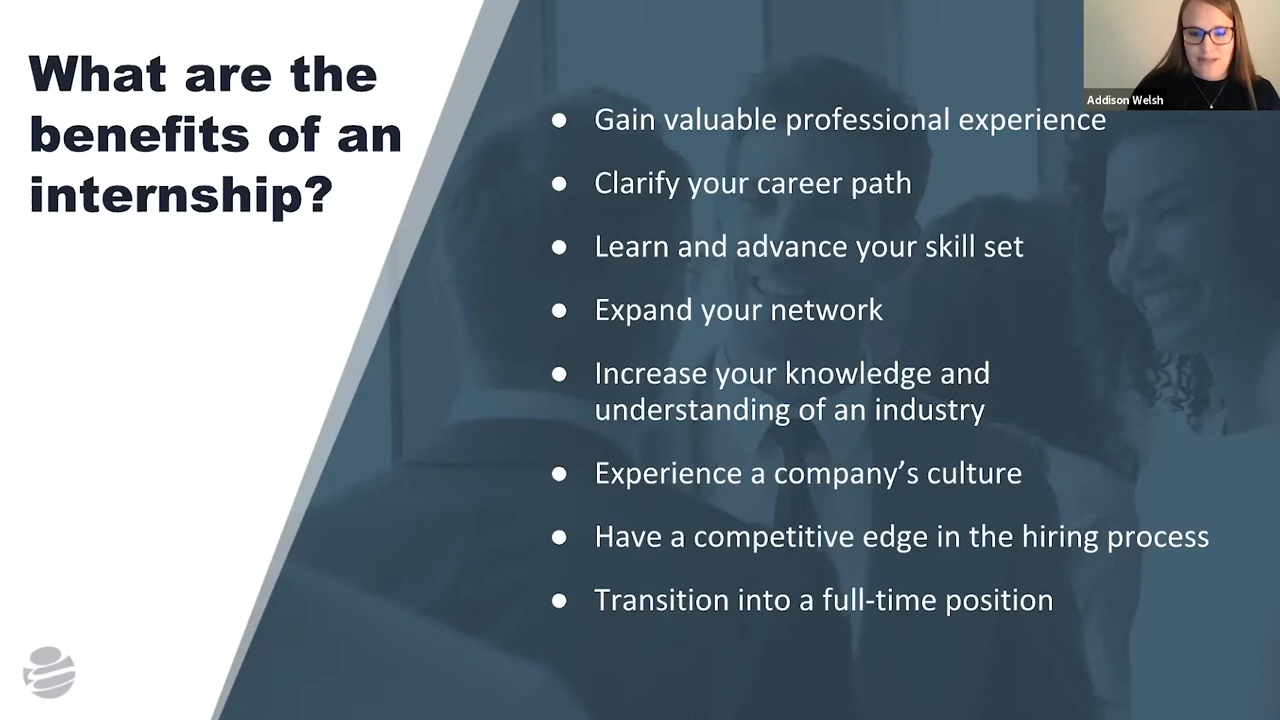 What are the
benefits of an
internship?
Addison Welsh
● Gain valuable professional experience
● Clarify your career path
● Learn and advance your skill set
● Expand your network
● Increase your knowledge and
understanding of an industry
● Experience a company’s culture
● Have a competitive edge in the hiring process
● Transition into a full-time position